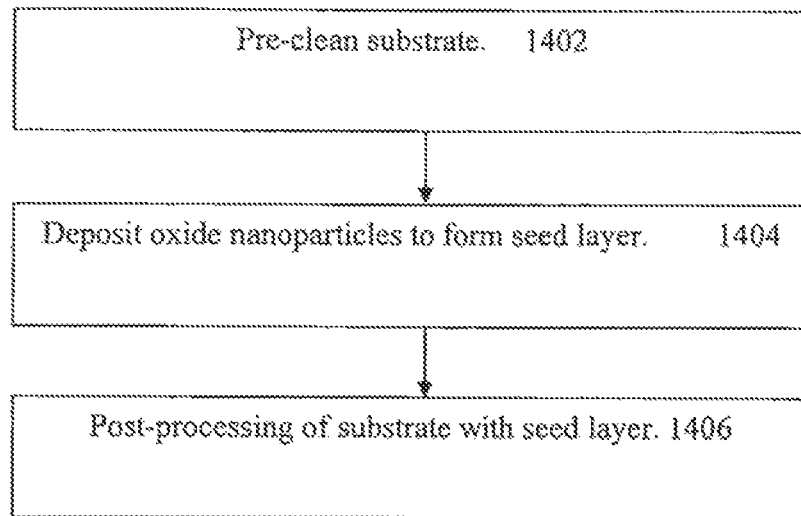 Pre-clean substrate. 1402
Deposit oxide nanoparticles to form seed layer. 1404
Post-processing of substrate with seed layer. 1406